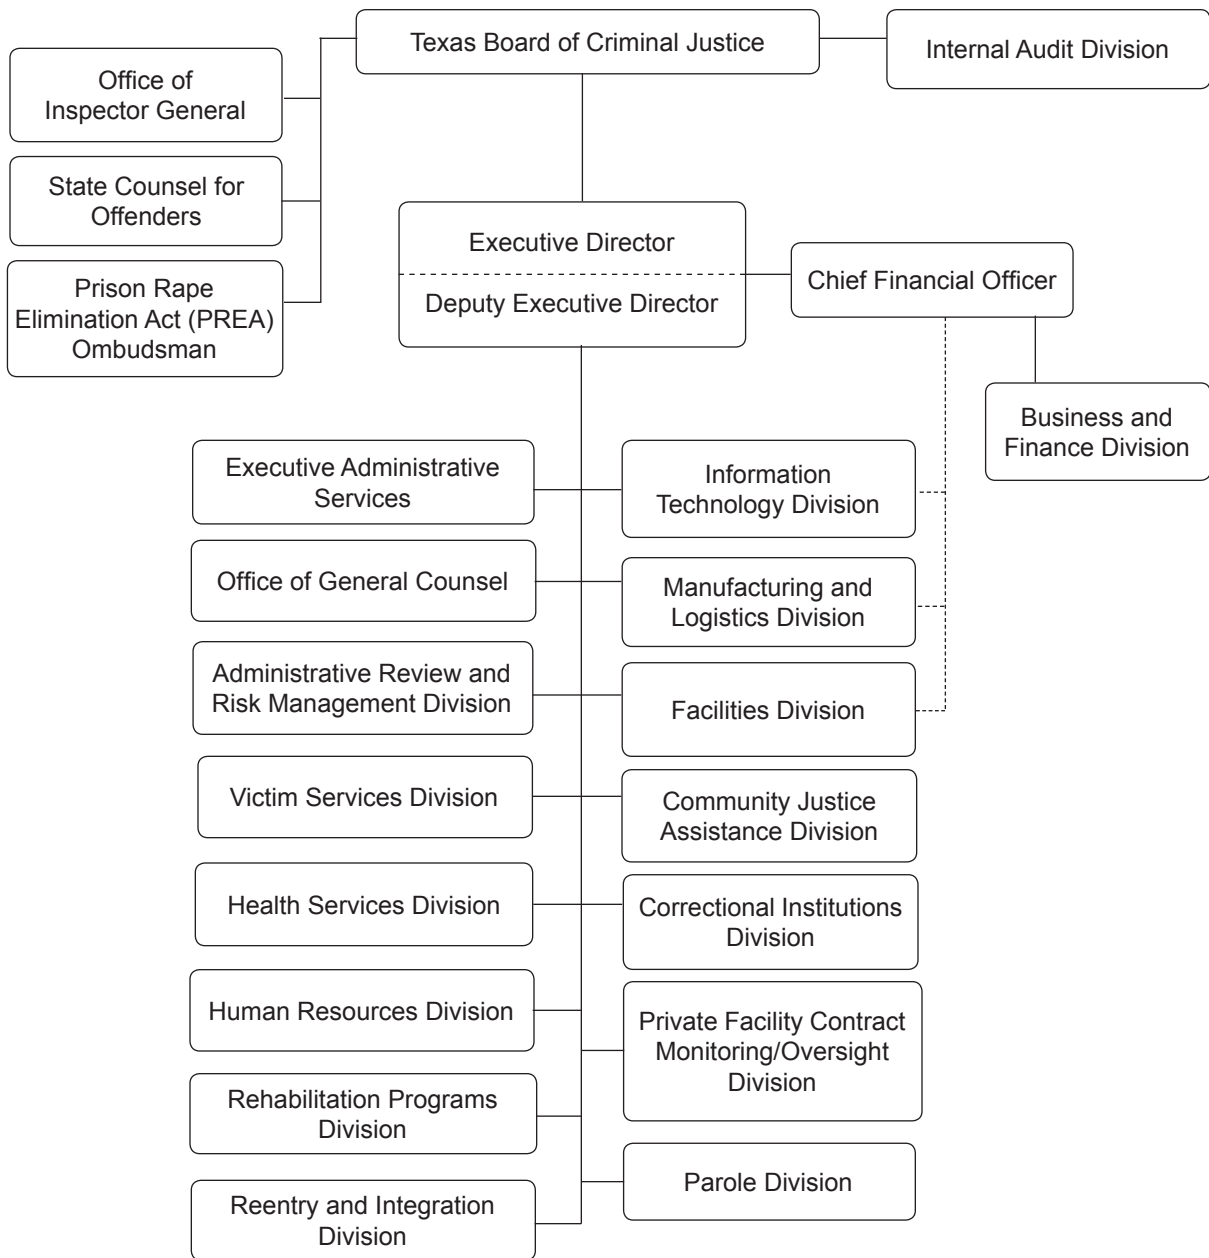 Texas Board of Criminal Justice
Internal Audit Division
Office of
Inspector General
State Counsel for
Offenders
Prison Rape
Elimination Act (PREA)
Ombudsman
Executive Director
Deputy Executive Director
Chief Financial Officer
Business and
Finance Division
Executive Administrative
Services
Information
Technology Division
Office of General Counsel
Manufacturing and
Logistics Division
Administrative Review and
Risk Management Division
Facilities Division
Victim Services Division
Community Justice
Assistance Division
Health Services Division
Correctional Institutions
Division
Human Resources Division
Private Facility Contract
Monitoring/Oversight
Division
Rehabilitation Programs
Division
Parole Division
Reentry and Integration
Division